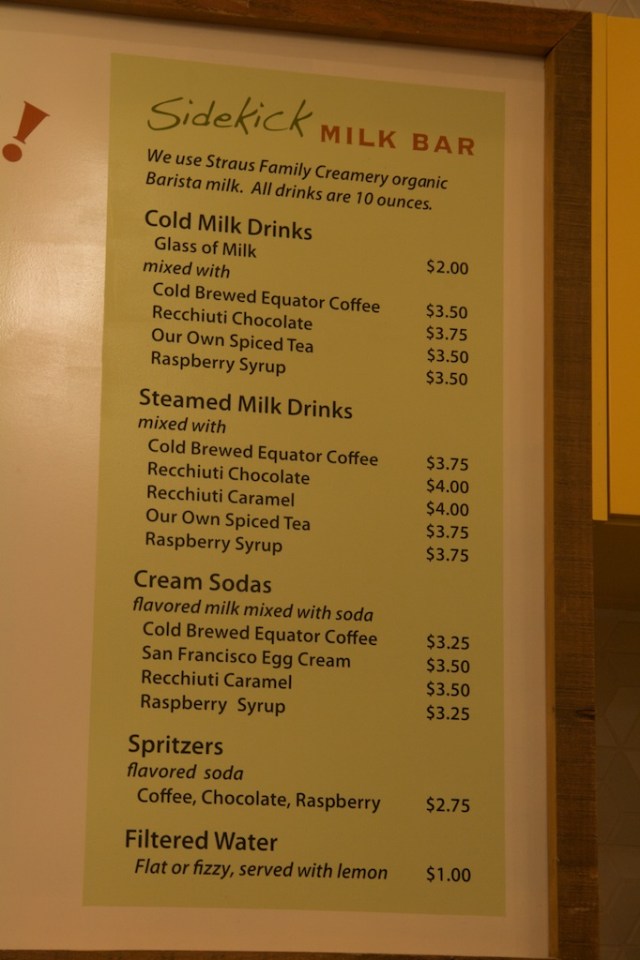 !
Sidekick MILK BAR
We use Straus Family Creamery organic
Barista milk. All drinks are 10 ounces.
Cold Milk Drinks
Glass of Milk $2.00
mixed with
Cold Brewed Equator Coffee $3.50
Recchiuti Chocolate $3.75
Our Own Spiced Tea $3.50
Raspberry Syrup $3.50
Steamed Milk Drinks
mixed with
Cold Brewed Equator Coffee $3.75
Recchiuti Chocolate $4.00
Recchiuti Caramel $4.00
Our Own Spiced Tea $3.75
Raspberry Syrup $3.75
Cream Sodas
flavored milk mixed with soda
Cold Brewed Equator Coffee $3.25
San Francisco Egg Cream $3.50
Recchiuti Caramel $3.50
Raspberry Syrup $3.25
Spritzers
flavored soda
Coffee, Chocolate, Raspberry $2.75
Filtered Water
Flat or fizzy, served with lemon $1.00